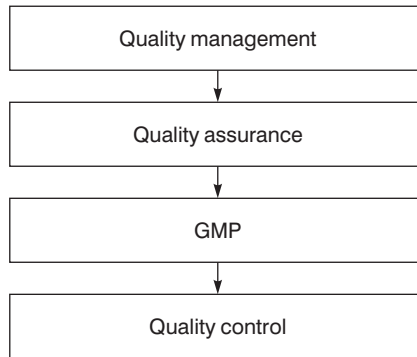 Quality management
Quality assurance
GMP
Quality control